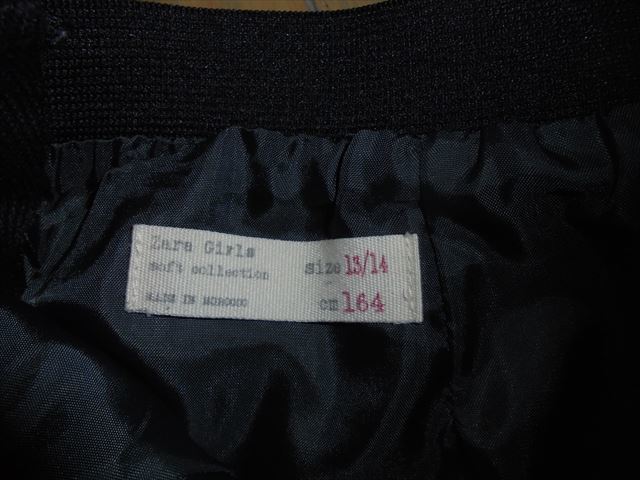 Zara Girls
soft collection
MADE IN MOROCCO
size 13/14
cm 164